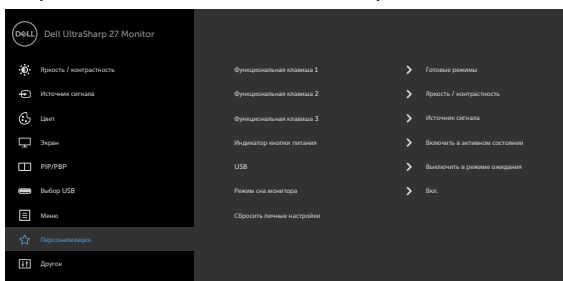 DELL Dell UltraSharp 27 Monitor
Яркость / контрастность Функциональная клавиша 1 Готовые режимы
Источник сигнала Функциональная клавиша 2 Яркость / контрастность
Цвет Функциональная клавиша 3 Источник сигнала
Экран Индикатор кнопки питания Включить в активном состоянии
PIP/PBP USB Выключить в режиме ожидания
Выбор USB Режим сна монитора Вкл.
Меню Сбросить личные настройки
Персонализация
Другое